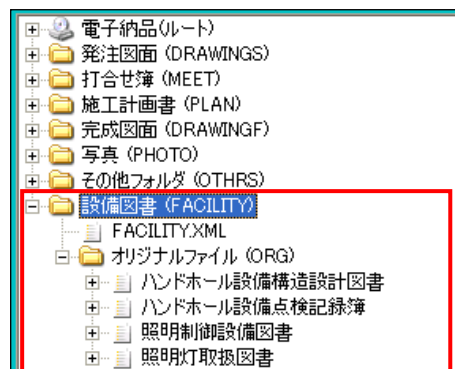 電子納品(ルート)
発注図面 (DRAWINGS)
打合せ簿 (MEET)
施工計画書 (PLAN)
完成図面 (DRAWINGF)
写真 (PHOTO)
その他フォルダ (OTHRS)
設備図書 (FACILITY)
FACILITY.XML
オリジナルファイル (ORG)
ハンドホール設備構造設計図書
ハンドホール設備点検記録簿
照明制御設備図書
照明灯取扱図書